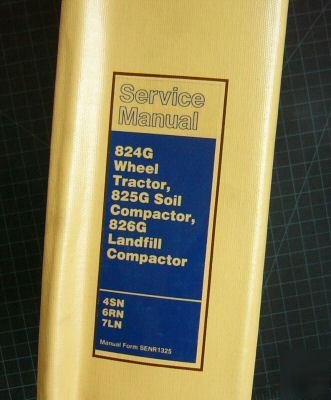 Service
Manual
824G
Wheel
Tractor,
825G Soil
Compactor,
826G
Landfill
Compactor
4SN
6RN
7LN
Manual Form SENR1325